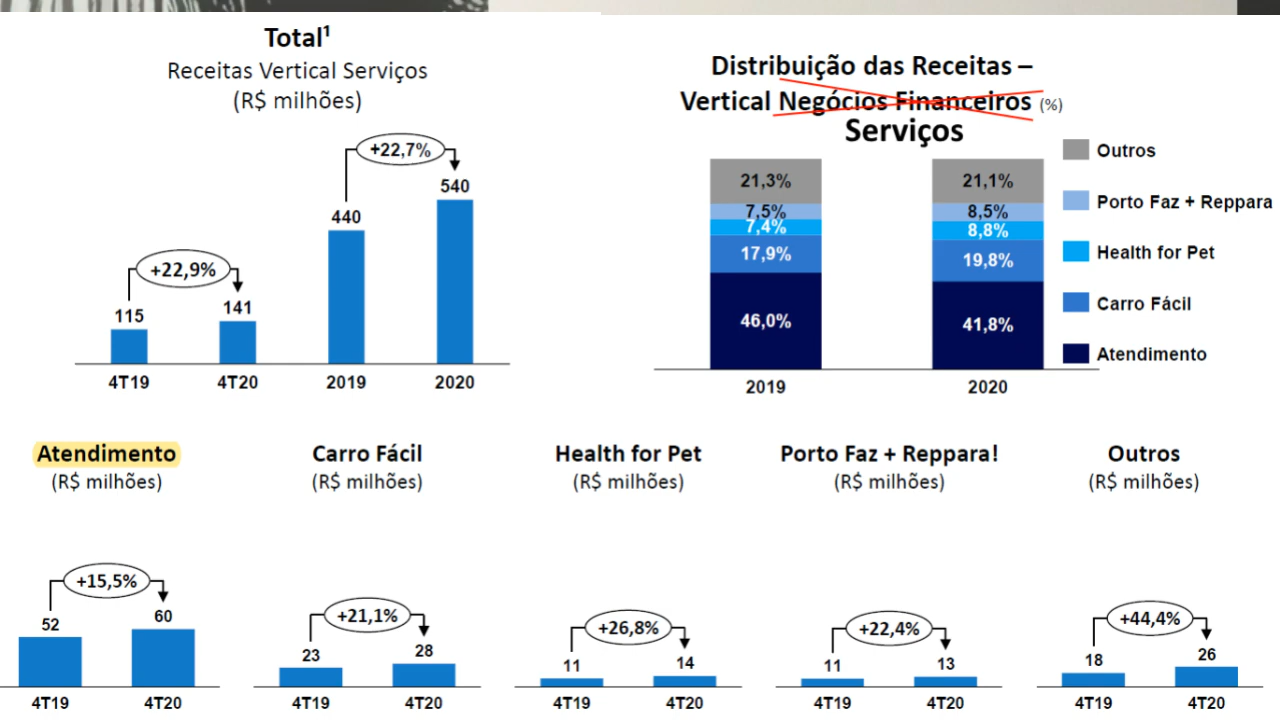 Total¹
Receitas Vertical Serviços
(R$ milhões)
+22,7%
540
440
+22,9%
141
115
4T19 4T20 2019 2020
Distribuição das Receitas –
Vertical Negócios Financeiros (%)
Serviços
21,3% 21,1%
7,5% 8,5%
7,4% 8,8%
17,9% 19,8%
46,0% 41,8%
2019 2020
Outros
Porto Faz + Reppara
Health for Pet
Carro Fácil
Atendimento
Atendimento
(R$ milhões)
+15,5%
52 60
4T19 4T20
Carro Fácil
(R$ milhões)
+21,1%
23 28
4T19 4T20
Health for Pet
(R$ milhões)
+26,8%
11 14
4T19 4T20
Porto Faz + Reppara!
(R$ milhões)
+22,4%
11 13
4T19 4T20
Outros
(R$ milhões)
+44,4%
18 26
4T19 4T20